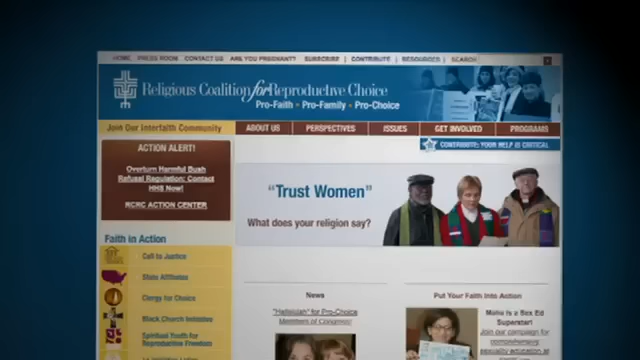 HOME PRESS ROOM CONTACT US ARE YOU PREGNANT? SUBSCRIBE CONTRIBUTE RESOURCES SEARCH
Religious Coalition for Reproductive Choice
Pro-Faith • Pro-Family • Pro-Choice
Join Our Interfaith Community
ABOUT US PERSPECTIVES ISSUES GET INVOLVED PROGRAMS
CONTRIBUTE: YOUR HELP IS CRITICAL
ACTION ALERT!
Overturn Harmful Bush
Refusal Regulation: Contact
HHS Now!
RCRC ACTION CENTER
"Trust Women"
What does your religion say?
Faith in Action
Call to Justice
State Affiliates
Clergy for Choice
Black Church Initiative
Spiritual Youth for
Reproductive Freedom
News
"Hallelujah" for Pro-Choice
Members of Congress!
Put Your Faith Into Action
Make is a Sex Ed
Superstar!
Join our campaign for
comprehensive
sexuality education